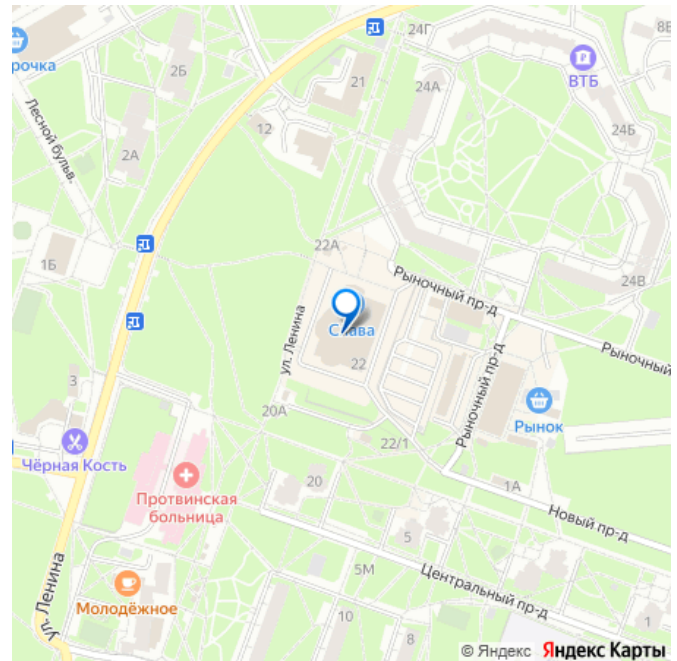 24Г
8Е
рочка
2Б
21
24А
ВТБ
12
24Б
Лесной бульв.
2А
22А
1Б
Рыночный пр-д
24В
ул. Ленина
Слава
Рыночный
22
3
Рыночный пр-д
20А
Рынок
22/1
Чёрная Кость
Протвинская
больница
20
1А
Новый пр-д
5
ул. Ленина
5М
Центральный пр-д
Молодёжное
10
8
1
© Яндекс Яндекс Карты